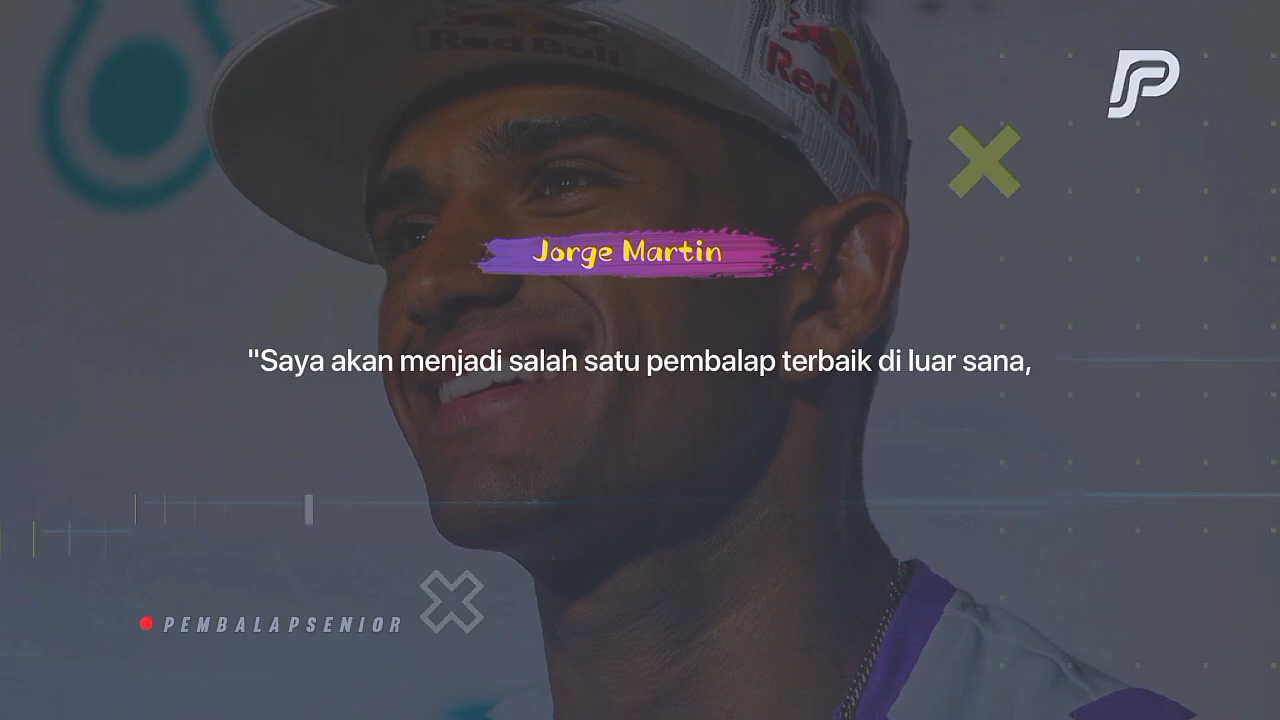 Red Bull
Red Bull
Jorge Martin
"Saya akan menjadi salah satu pembalap terbaik di luar sana,
PEMBALAPSENIOR